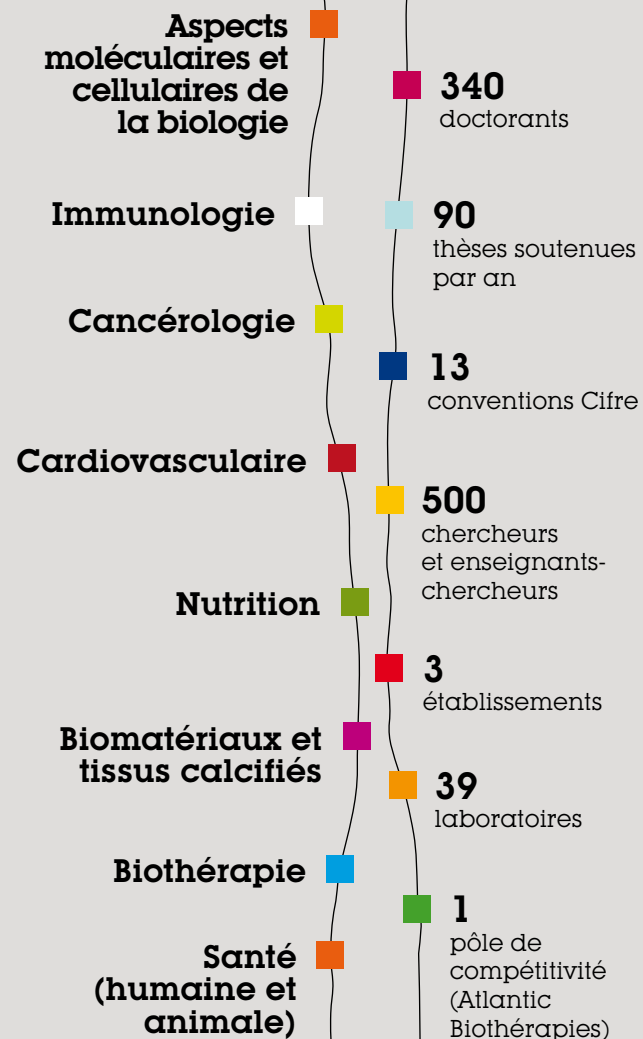 Aspects
moléculaires et
cellulaires de
la biologie
Immunologie
Cancérologie
Cardiovasculaire
Nutrition
Biomatériaux et
tissus calcifiés
Biothérapie
Santé
(humaine et
animale)
340
doctorants
90
thèses soutenues
par an
13
conventions Cifre
500
chercheurs
et enseignants-
chercheurs
3
établissements
39
laboratoires
1
pôle de
compétitivité
(Atlantic
Biothérapies)